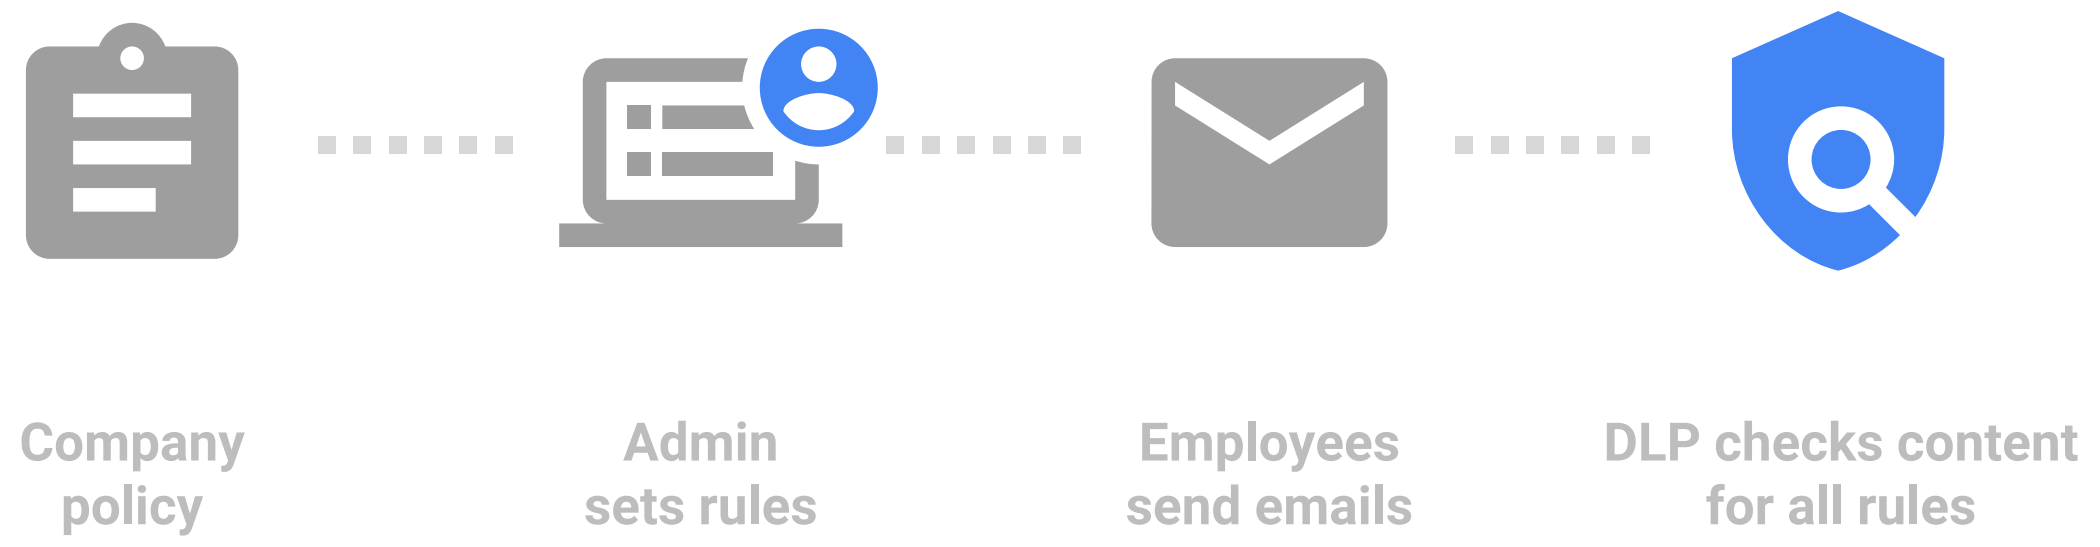 Company
policy
Admin
sets rules
Employees
send emails
DLP checks content
for all rules